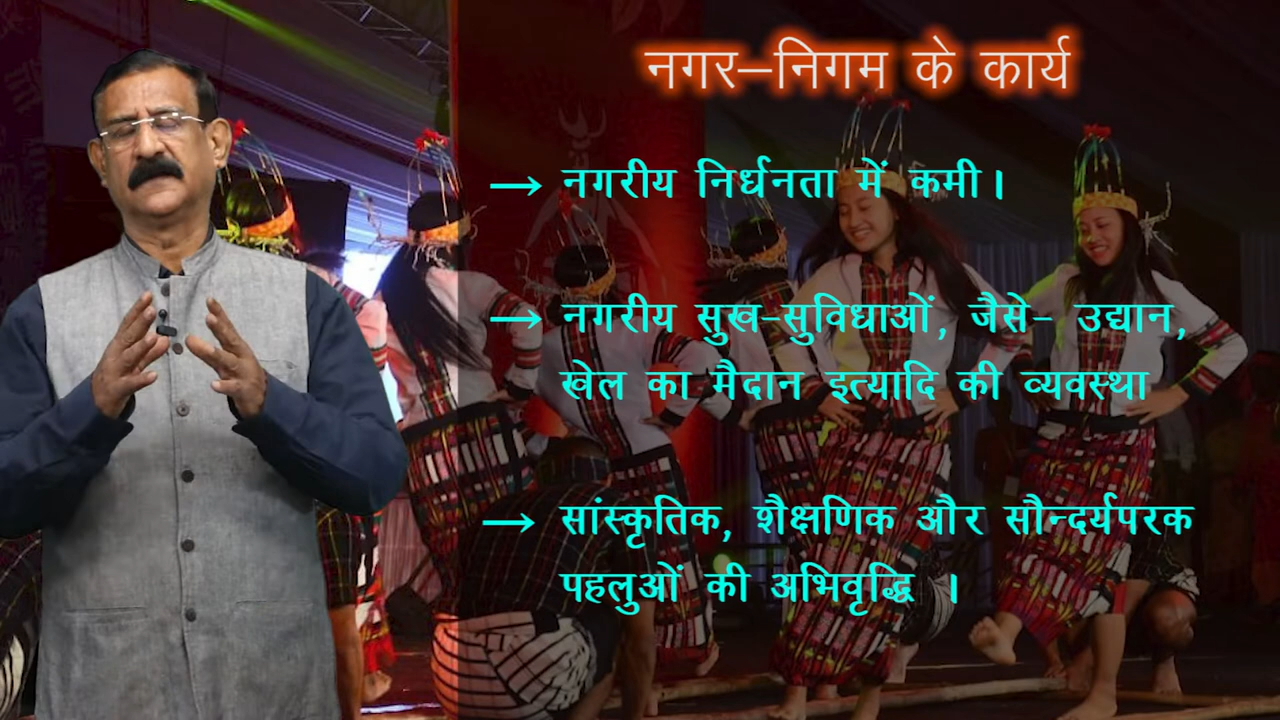 नगर-निगम के कार्य
→ नगरीय निर्धनता में कमी।
→ नगरीय सुख-सुविधाओं, जैसे- उद्यान,
खेल का मैदान इत्यादि की व्यवस्था
→ सांस्कृतिक, शैक्षणिक और सौन्दर्यपरक
पहलुओं की अभिवृद्धि ।